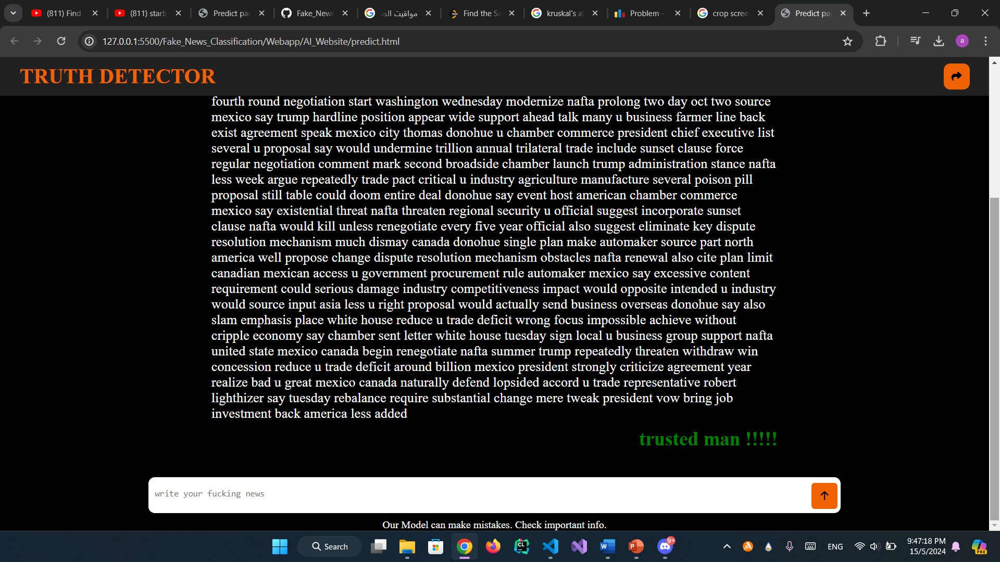 (811) Find
(811) starb
Predict pag
Fake_News
مواقيت الص
Find the Sa
kruskal's al
Problem -
crop scree
Predict pa
127.0.0.1:5500/Fake_News_Classification/Webapp/AI_Website/predict.html
a
TRUTH DETECTOR
fourth round negotiation start washington wednesday modernize nafta prolong two day oct two source
mexico say trump hardline position appear wide support ahead talk many u business farmer line back
exist agreement speak mexico city thomas donohue u chamber commerce president chief executive list
several u proposal say would undermine trillion annual trilateral trade include sunset clause force
regular negotiation comment mark second broadside chamber launch trump administration stance nafta
less week argue repeatedly trade pact critical u industry agriculture manufacture several poison pill
proposal still table could doom entire deal donohue say event host american chamber commerce
mexico say existential threat nafta threaten regional security u official suggest incorporate sunset
clause nafta would kill unless renegotiate every five year official also suggest eliminate key dispute
resolution mechanism much dismay canada donohue single plan make automaker source part north
america well propose change dispute resolution mechanism obstacles nafta renewal also cite plan limit
canadian mexican access u government procurement rule automaker mexico say excessive content
requirement could serious damage industry competitiveness impact would opposite intended u industry
would source input asia less u right proposal would actually send business overseas donohue say also
slam emphasis place white house reduce u trade deficit wrong focus impossible achieve without
cripple economy say chamber sent letter white house tuesday sign local u business group support nafta
united state mexico canada begin renegotiate nafta summer trump repeatedly threaten withdraw win
concession reduce u trade deficit around billion mexico president strongly criticize agreement year
realize bad u great mexico canada naturally defend lopsided accord u trade representative robert
lighthizer say tuesday rebalance require substantial change mere tweak president vow bring job
investment back america less added
trusted man !!!!!
write your fucking news
Our Model can make mistakes. Check important info.
Search
CL
W
P
9+
ENG
9:47:18 PM
15/5/2024
PRE